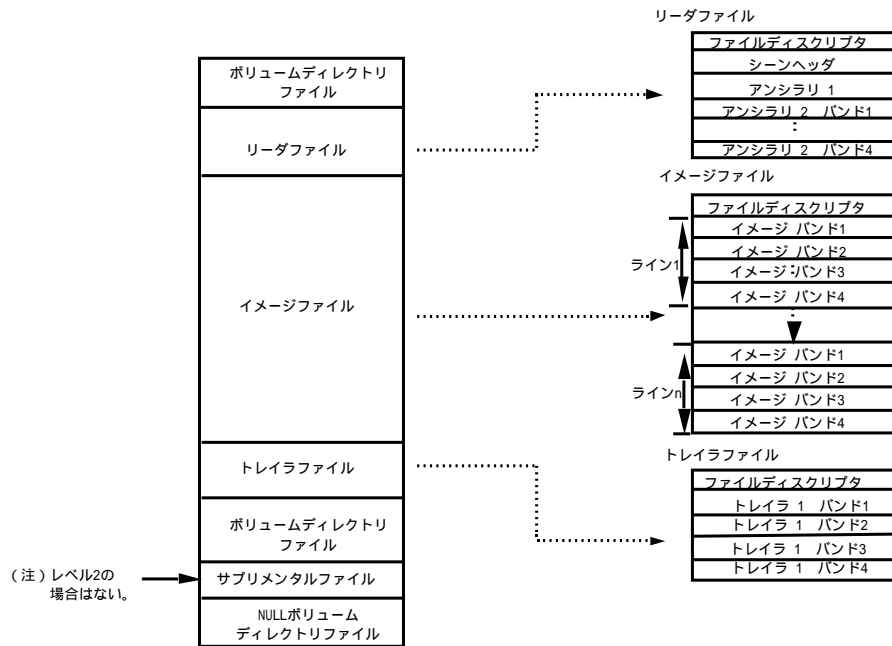 ボリュームディレクトリ
ファイル
リーダファイル
イメージファイル
トレイラファイル
ボリュームディレクトリ
ファイル
サプリメンタルファイル
NULLボリューム
ディレクトリファイル
(注)レベル2の
場合はない。
リーダファイル
ファイルディスクリプタ
シーンヘッダ
アンシラリ 1
アンシラリ 2 バンド1
アンシラリ 2 バンド4
イメージファイル
ファイルディスクリプタ
ライン1
イメージ バンド1
イメージ バンド2
イメージ バンド3
イメージ バンド4
ラインn
イメージ バンド1
イメージ バンド2
イメージ バンド3
イメージ バンド4
トレイラファイル
ファイルディスクリプタ
トレイラ 1 バンド1
トレイラ 1 バンド2
トレイラ 1 バンド3
トレイラ 1 バンド4